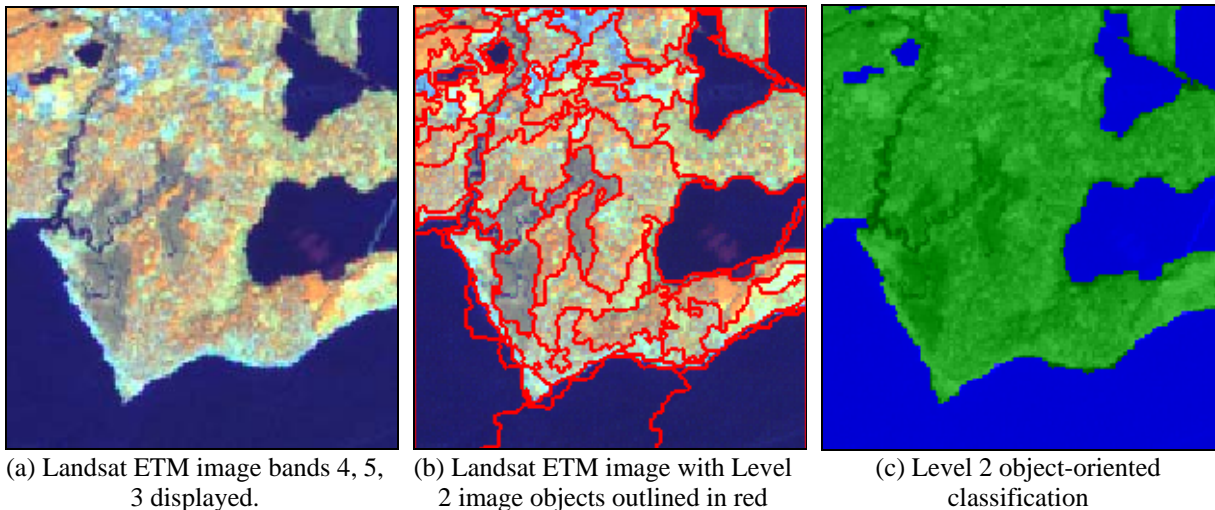 (a) Landsat ETM image bands 4, 5,
3 displayed.
(b) Landsat ETM image with Level
2 image objects outlined in red
(c) Level 2 object-oriented
classification